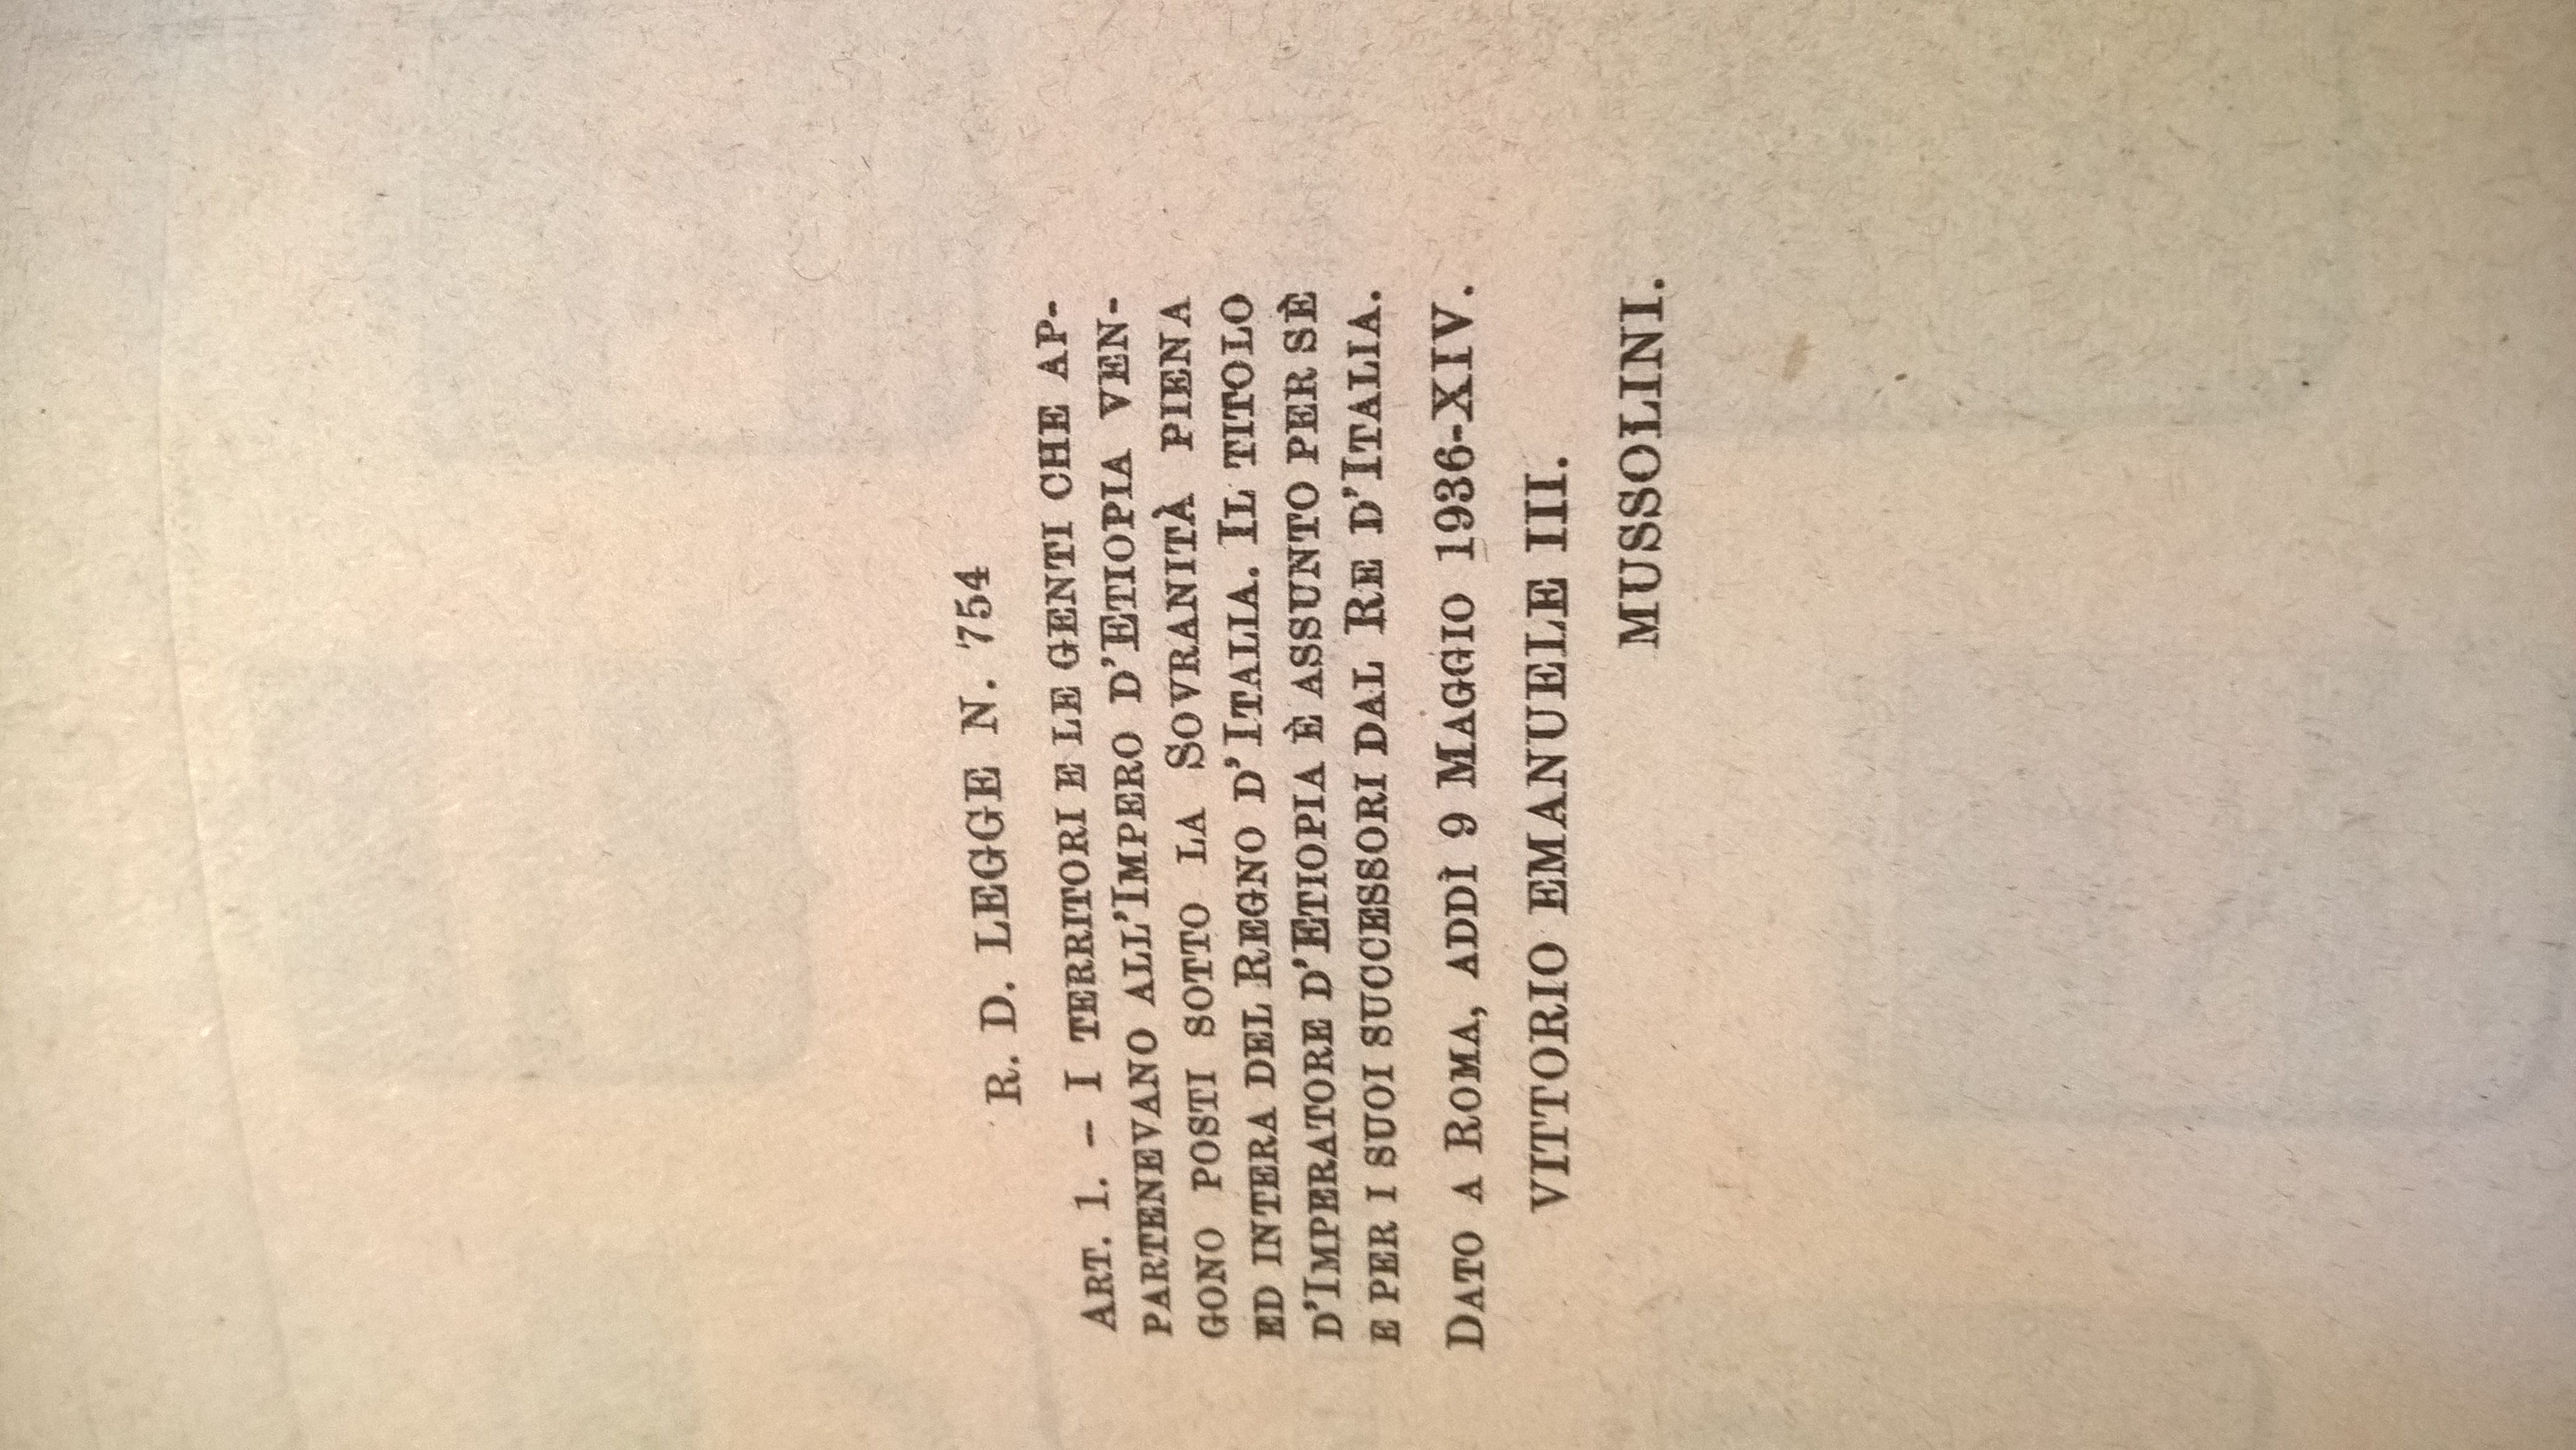 R. D. LEGGE N. 754
ART. 1. - I TERRITORI E LE GENTI CHE AP-
PARTENEVANO ALL'IMPERO D'ETIOPIA VEN-
GONO POSTI SOTTO LA SOVRANITÀ PIENA
ED INTERA DEL REGNO D'ITALIA. IL TITOLO
D'IMPERATORE D'ETIOPIA È ASSUNTO PER SÈ
E PER I SUOI SUCCESSORI DAL RE D'ITALIA.
DATO A ROMA, ADDÌ 9 MAGGIO 1936-XIV.
VITTORIO EMANUELE III.
MUSSOLINI.